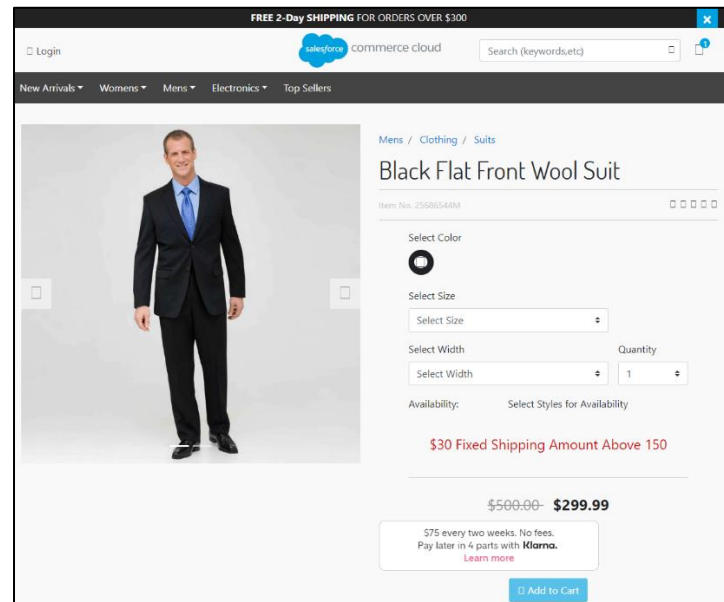 FREE 2-Day SHIPPING FOR ORDERS OVER $300
Login
salesforce commerce cloud
Search (keywords,etc)
1
New Arrivals Womens Mens Electronics Top Sellers
Mens / Clothing / Suits
Black Flat Front Wool Suit
Item No. 25686544M
Select Color
Select Size
Select Size
Select Width Quantity
Select Width 1
Availability: Select Styles for Availability
$30 Fixed Shipping Amount Above 150
$500.00 $299.99
$75 every two weeks. No fees.
Pay later in 4 parts with Klarna.
Learn more
Add to Cart